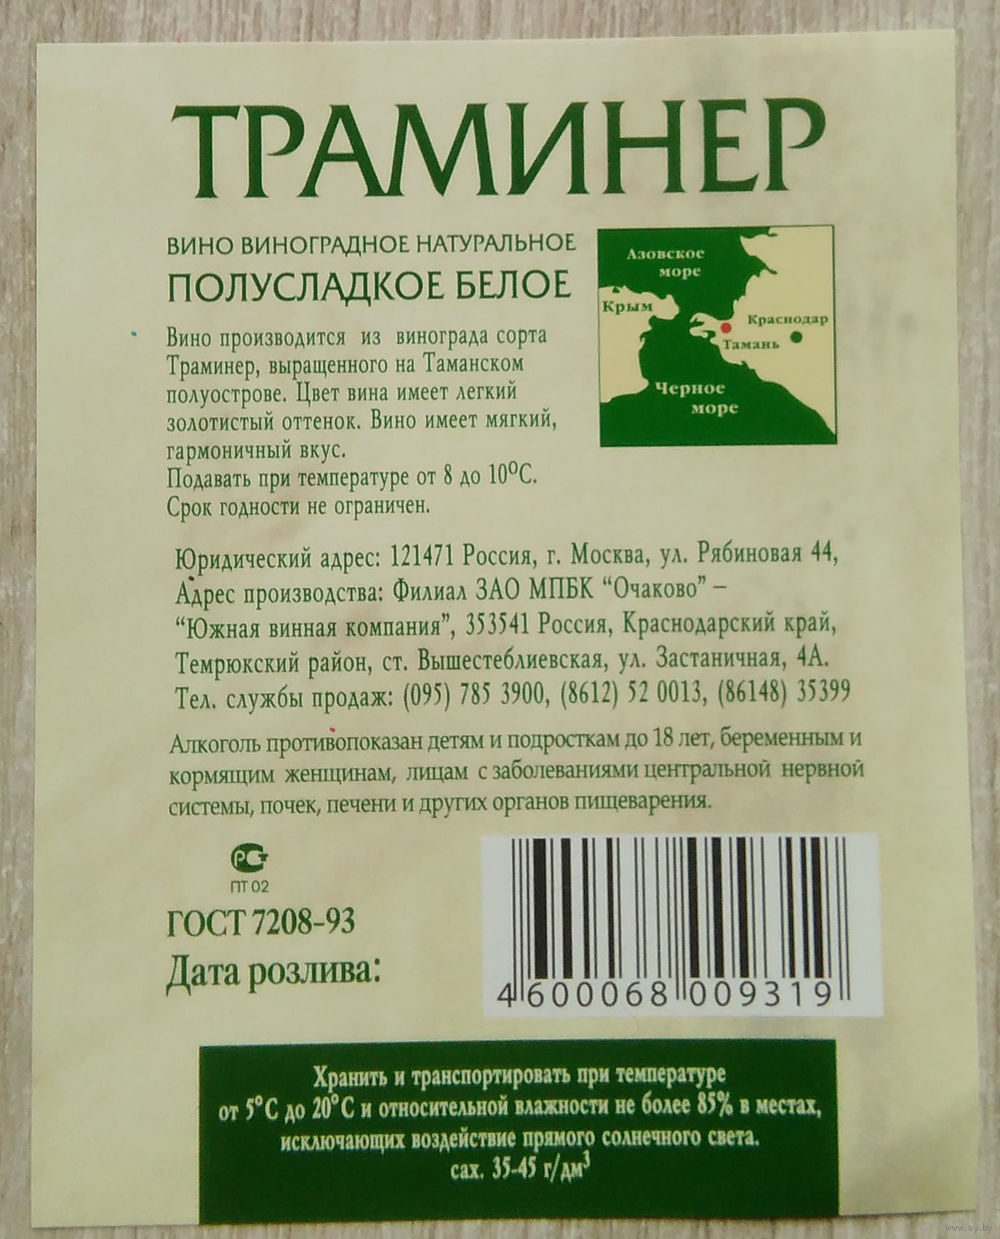 ТРАМИНЕР
ВИНО ВИНОГРАДНОЕ НАТУРАЛЬНОЕ
ПОЛУСЛАДКОЕ БЕЛОЕ
Вино производится из винограда сорта
Траминер, выращенного на Таманском
полуострове. Цвет вина имеет легкий
золотистый оттенок. Вино имеет мягкий,
гармоничный вкус.
Подавать при температуре от 8 до 10°С.
Срок годности не ограничен.
Азовское
море
Крым
Краснодар
Тамань
Черное
море
Юридический адрес: 121471 Россия, г. Москва, ул. Рябиновая 44,
Адрес производства: Филиал ЗАО МПБК “Очаково” –
“Южная винная компания”, 353541 Россия, Краснодарский край,
Темрюкский район, ст. Вышестеблиевская, ул. Застаничная, 4А.
Тел. службы продаж: (095) 785 3900, (8612) 52 0013, (86148) 35399
Алкоголь противопоказан детям и подросткам до 18 лет, беременным и
кормящим женщинам, лицам с заболеваниями центральной нервной
системы, почек, печени и других органов пищеварения.
РСТ
ПТ 02
ГОСТ 7208-93
Дата розлива:
4 600068 009319
Хранить и транспортировать при температуре
от 5°С до 20°С и относительной влажности не более 85% в местах,
исключающих воздействие прямого солнечного света.
сах. 35-45 г/дм³
www.ay.by